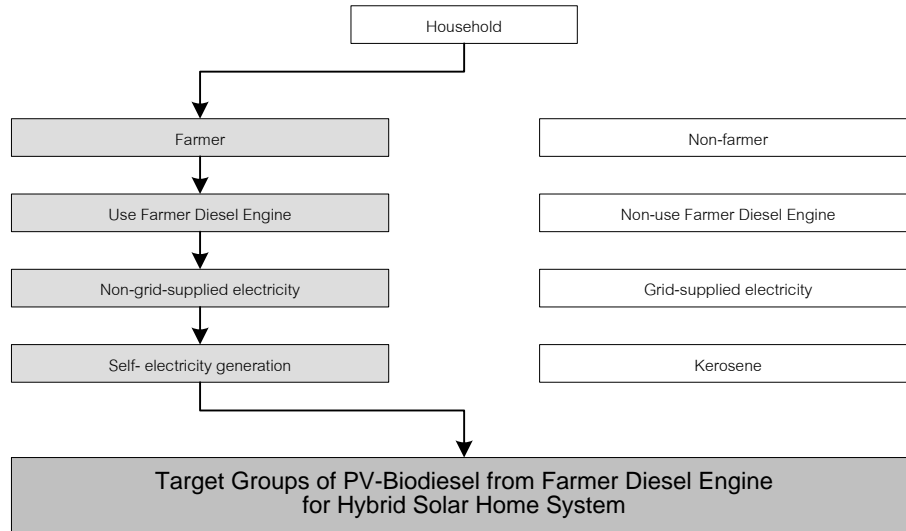 Household
Farmer
Non-farmer
Use Farmer Diesel Engine
Non-use Farmer Diesel Engine
Non-grid-supplied electricity
Grid-supplied electricity
Self- electricity generation
Kerosene
Target Groups of PV-Biodiesel from Farmer Diesel Engine
for Hybrid Solar Home System